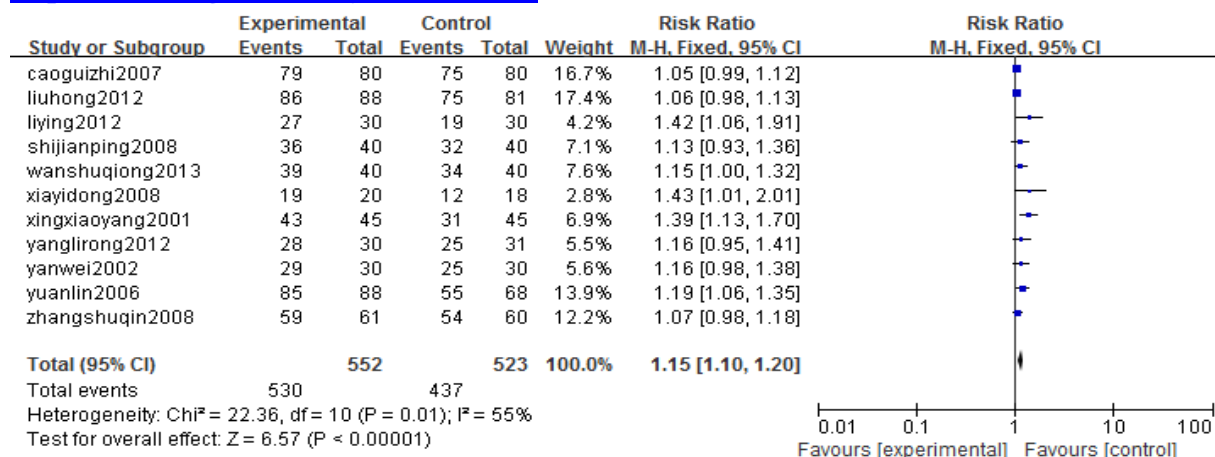 Experimental Control Risk Ratio Risk Ratio
Study or Subgroup Events Total Events Total Weight M-H, Fixed, 95% CI M-H, Fixed, 95% CI
caoguizhi2007 79 80 75 80 16.7% 1.05 [0.99, 1.12]
liuhong2012 86 88 75 81 17.4% 1.06 [0.98, 1.13]
liying2012 27 30 19 30 4.2% 1.42 [1.06, 1.91]
shijianping2008 36 40 32 40 7.1% 1.13 [0.93, 1.36]
wanshuqiong2013 39 40 34 40 7.6% 1.15 [1.00, 1.32]
xiayidong2008 19 20 12 18 2.8% 1.43 [1.01, 2.01]
xingxiaoyang2001 43 45 31 45 6.9% 1.39 [1.13, 1.70]
yanglirong2012 28 30 25 31 5.5% 1.16 [0.95, 1.41]
yanwei2002 29 30 25 30 5.6% 1.16 [0.98, 1.38]
yuanlin2006 85 88 55 68 13.9% 1.19 [1.06, 1.35]
zhangshuqin2008 59 61 54 60 12.2% 1.07 [0.98, 1.18]
Total (95% CI) 552 523 100.0% 1.15 [1.10, 1.20]
Total events 530 437
Heterogeneity: Chi² = 22.36, df = 10 (P = 0.01); I² = 55%
Test for overall effect: Z = 6.57 (P < 0.00001)
0.01 0.1 1 10 100
Favours [experimental] Favours [control]